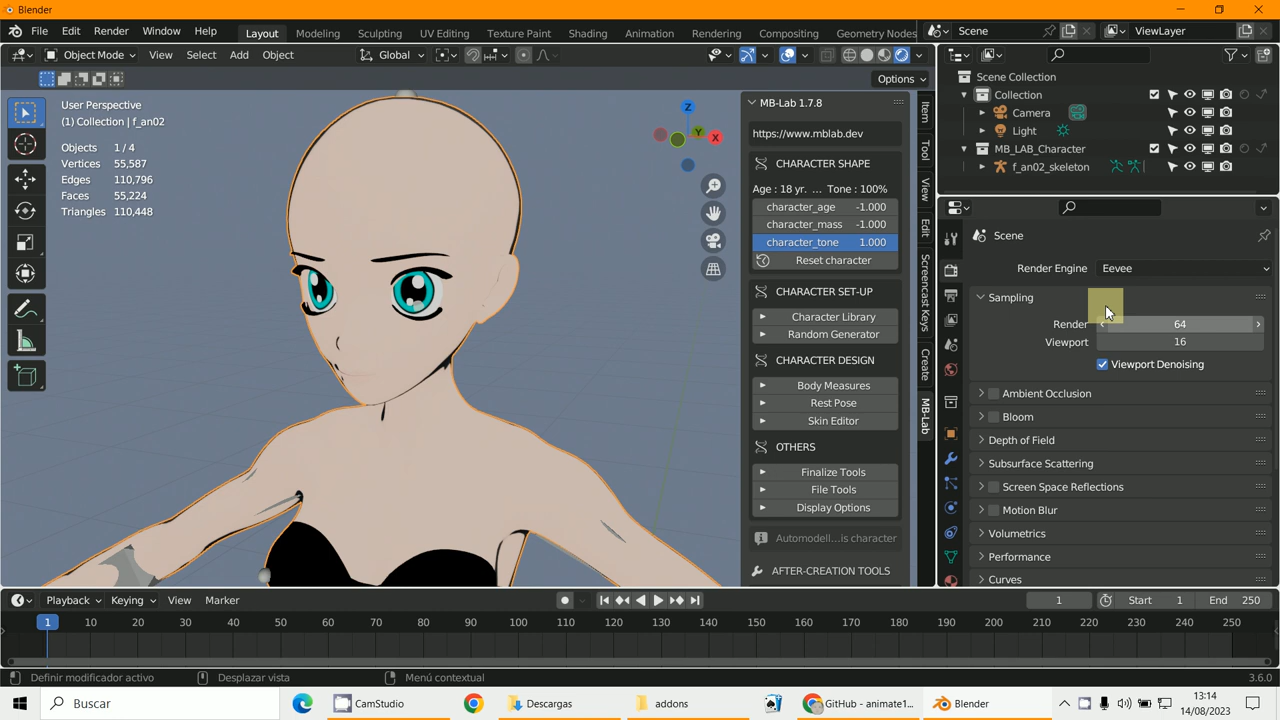 Blender
File Edit Render Window Help
Layout Modeling Sculpting UV Editing Texture Paint Shading Animation Rendering Compositing Geometry Nodes
Scene
ViewLayer
Object Mode View Select Add Object
Global
Options
User Perspective
(1) Collection | f_an02
Objects 1 / 4
Vertices 55,587
Edges 110,796
Faces 55,224
Triangles 110,448
Z
Y
X
MB-Lab 1.7.8
https://www.mblab.dev
CHARACTER SHAPE
Age : 18 yr. ... Tone : 100%
character_age -1.000
character_mass -1.000
character_tone 1.000
Reset character
CHARACTER SET-UP
Character Library
Random Generator
CHARACTER DESIGN
Body Measures
Rest Pose
Skin Editor
OTHERS
Finalize Tools
File Tools
Display Options
Automodell...is character
AFTER-CREATION TOOLS
Item
Tool
View
Edit
Screencast Keys
Create
MB-Lab
Scene Collection
Collection
Camera
Light
MB_LAB_Character
f_an02_skeleton
Scene
Render Engine Eevee
Sampling
Render 64
Viewport 16
Viewport Denoising
Ambient Occlusion
Bloom
Depth of Field
Subsurface Scattering
Screen Space Reflections
Motion Blur
Volumetrics
Performance
Curves
Playback Keying View Marker
1 Start 1 End 250
1 10 20 30 40 50 60 70 80 90 100 110 120 130 140 150 160 170 180 190 200 210 220 230 240 250
Definir modificador activo Desplazar vista Menú contextual 3.6.0
Buscar
CamStudio
Descargas
addons
GitHub - animate1...
Blender
13:14
14/08/2023